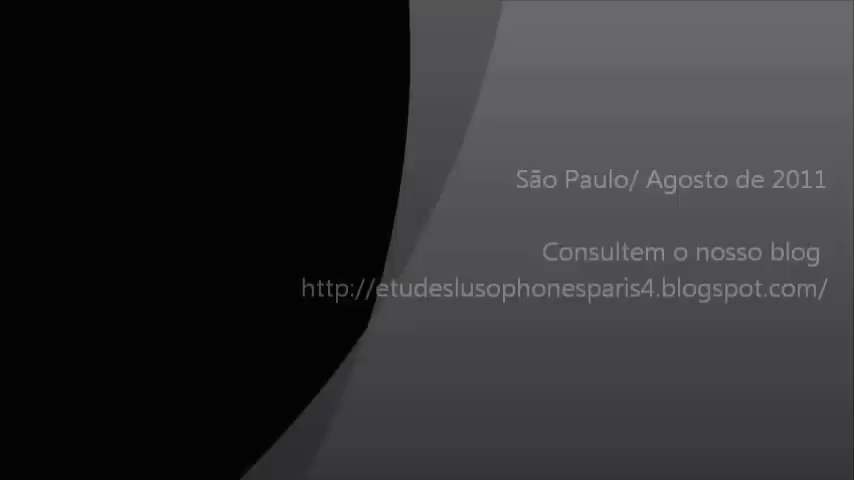 São Paulo/ Agosto de 2011
Consultem o nosso blog
http://etudeslusophonesparis4.blogspot.com/